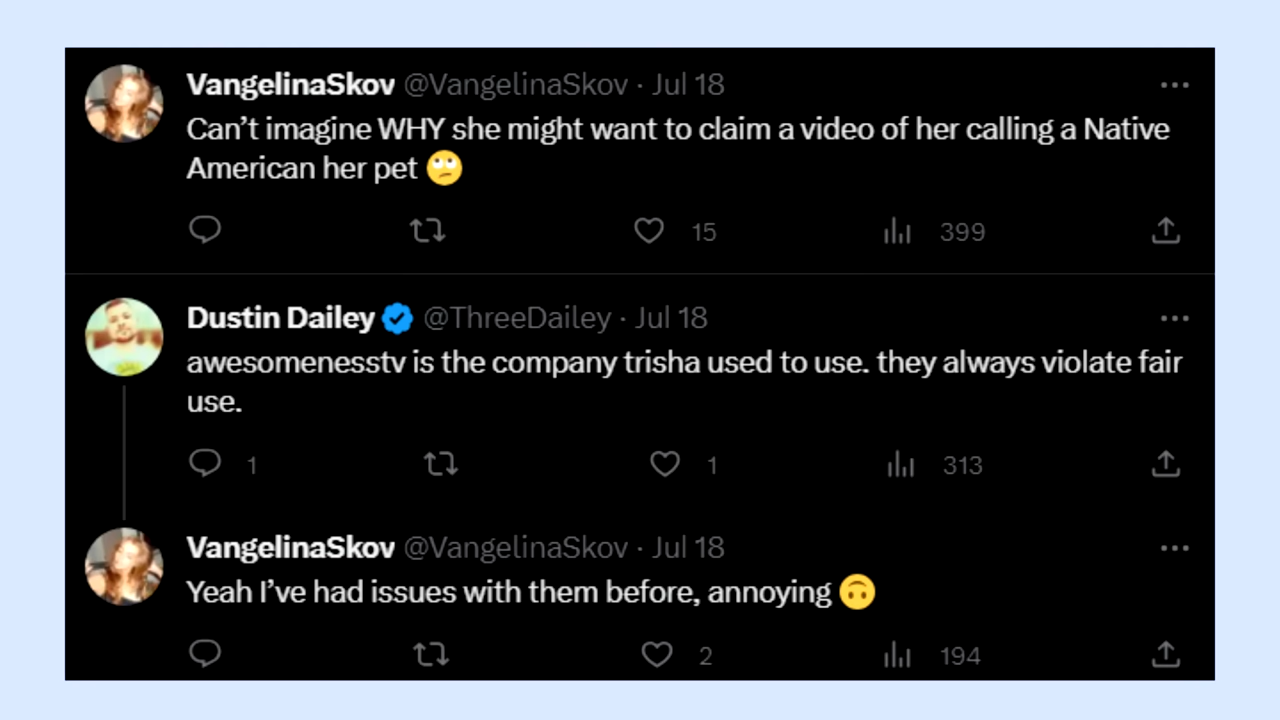 VangelinaSkov @VangelinaSkov · Jul 18
Can’t imagine WHY she might want to claim a video of her calling a Native
American her pet 🙄
15 399
Dustin Dailey @ThreeDailey · Jul 18
awesomenesstv is the company trisha used to use. they always violate fair
use.
1 1 313
VangelinaSkov @VangelinaSkov · Jul 18
Yeah I’ve had issues with them before, annoying 🙃
2 194